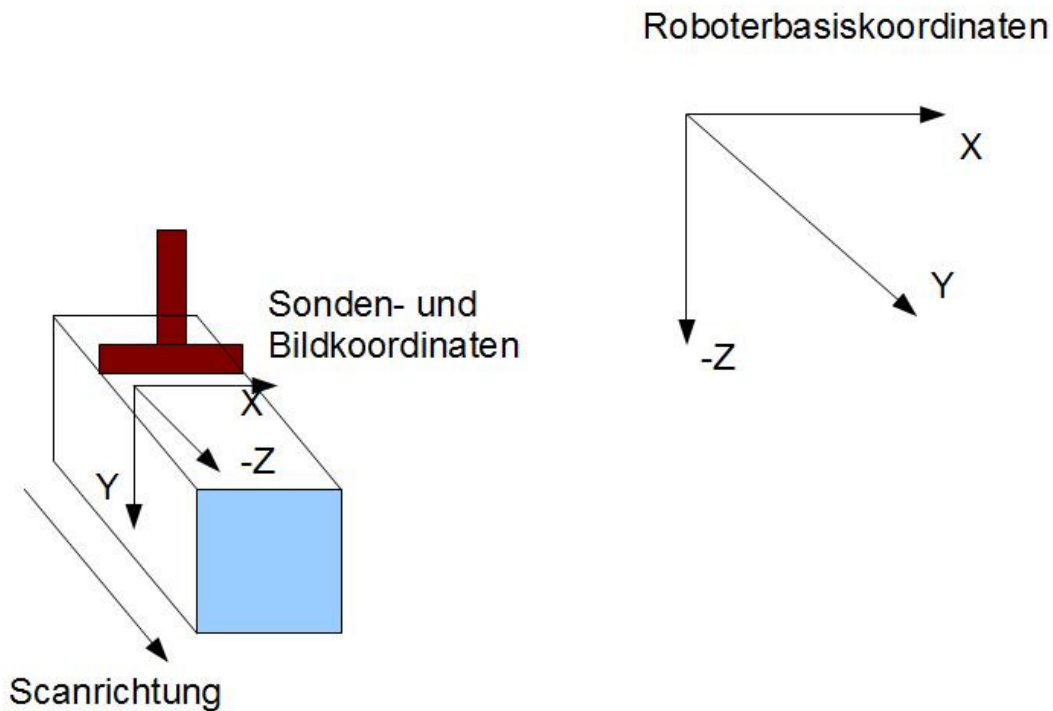 Roboterbasiskoordinaten
X
Y
-Z
Sonden- und
Bildkoordinaten
X
-Z
Y
Scanrichtung